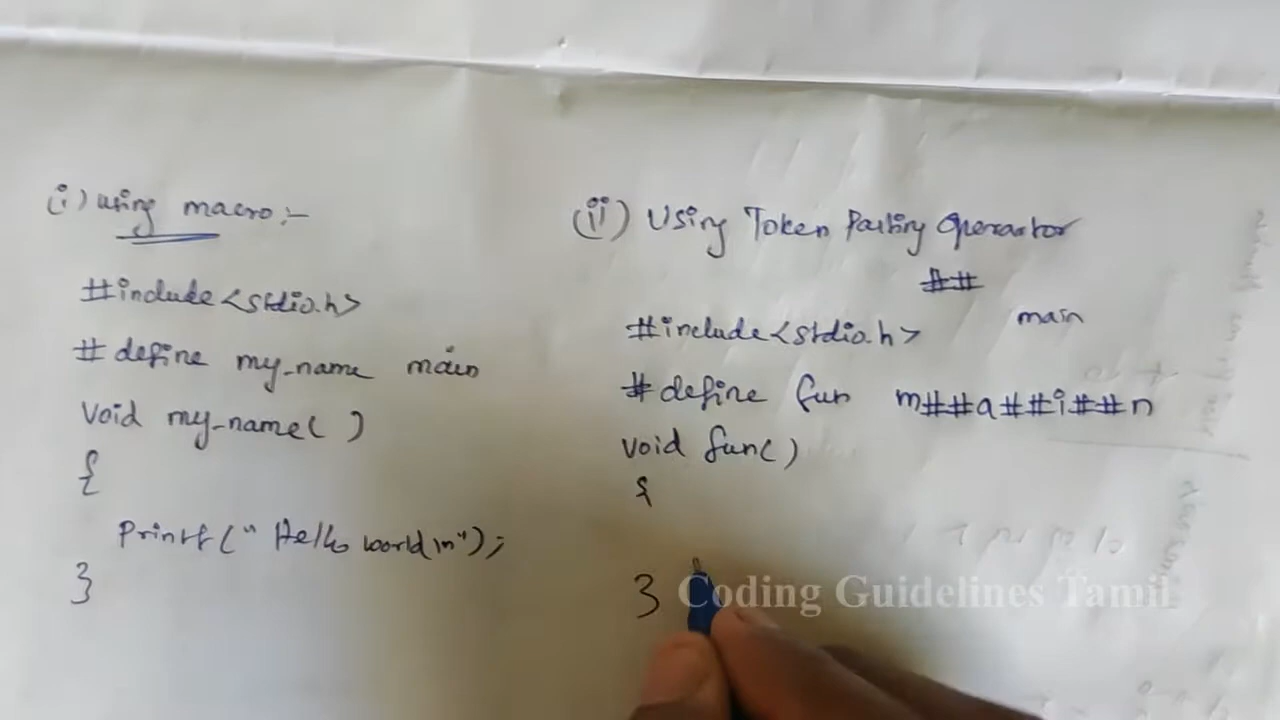 (i) using macro:-
#include<stdio.h>
#define my_name main
void my_name( )
{
printf(" Hello world\n");
}
(ii) Using Token Pasting Operator
##
main
#include<stdio.h>
#define fun m##a##i##n
void fun( )
{
}
Coding Guidelines Tamil